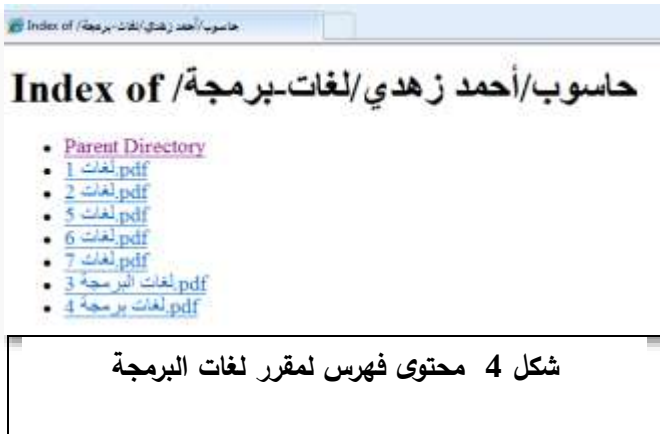 Index of /حاسوب/أحمد زهدي/لغات-برمجة
Index of /حاسوب/أحمد زهدي/لغات-برمجة
Parent Directory
لغات 1.pdf
لغات 2.pdf
لغات 5.pdf
لغات 6.pdf
لغات 7.pdf
لغات البرمجة 3.pdf
لغات برمجة 4.pdf
شكل 4 محتوى فهرس لمقرر لغات البرمجة